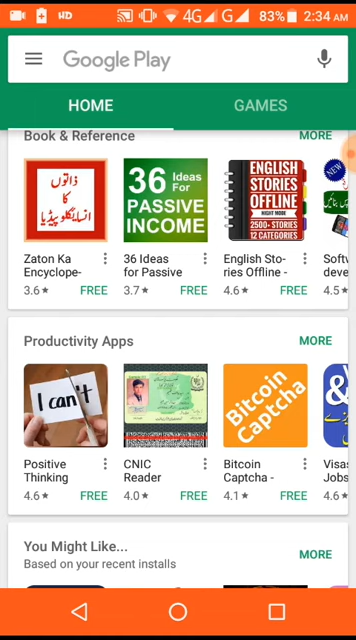 HD 4G G 83% 2:34 AM
Google Play
HOME GAMES
Book & Reference MORE
ذاتوں
کا
انسائیکلوپیڈیا
36 Ideas
For
PASSIVE
INCOME
ENGLISH
STORIES
OFFLINE
NIGHT MODE
2500+ STORIES
12 CATEGORIES
NEW
Zaton Ka
Encyclope-
3.6★ FREE
36 Ideas
for Passive
3.7★ FREE
English Sto-
ries Offline -
4.6★ FREE
Softw
deve
4.5★
Productivity Apps MORE
I can't
Bitcoin
Captcha
&
Positive
Thinking
4.6★ FREE
CNIC
Reader
4.0★ FREE
Bitcoin
Captcha -
4.1★ FREE
Visas
Jobs
4.6★
You Might Like... MORE
Based on your recent installs